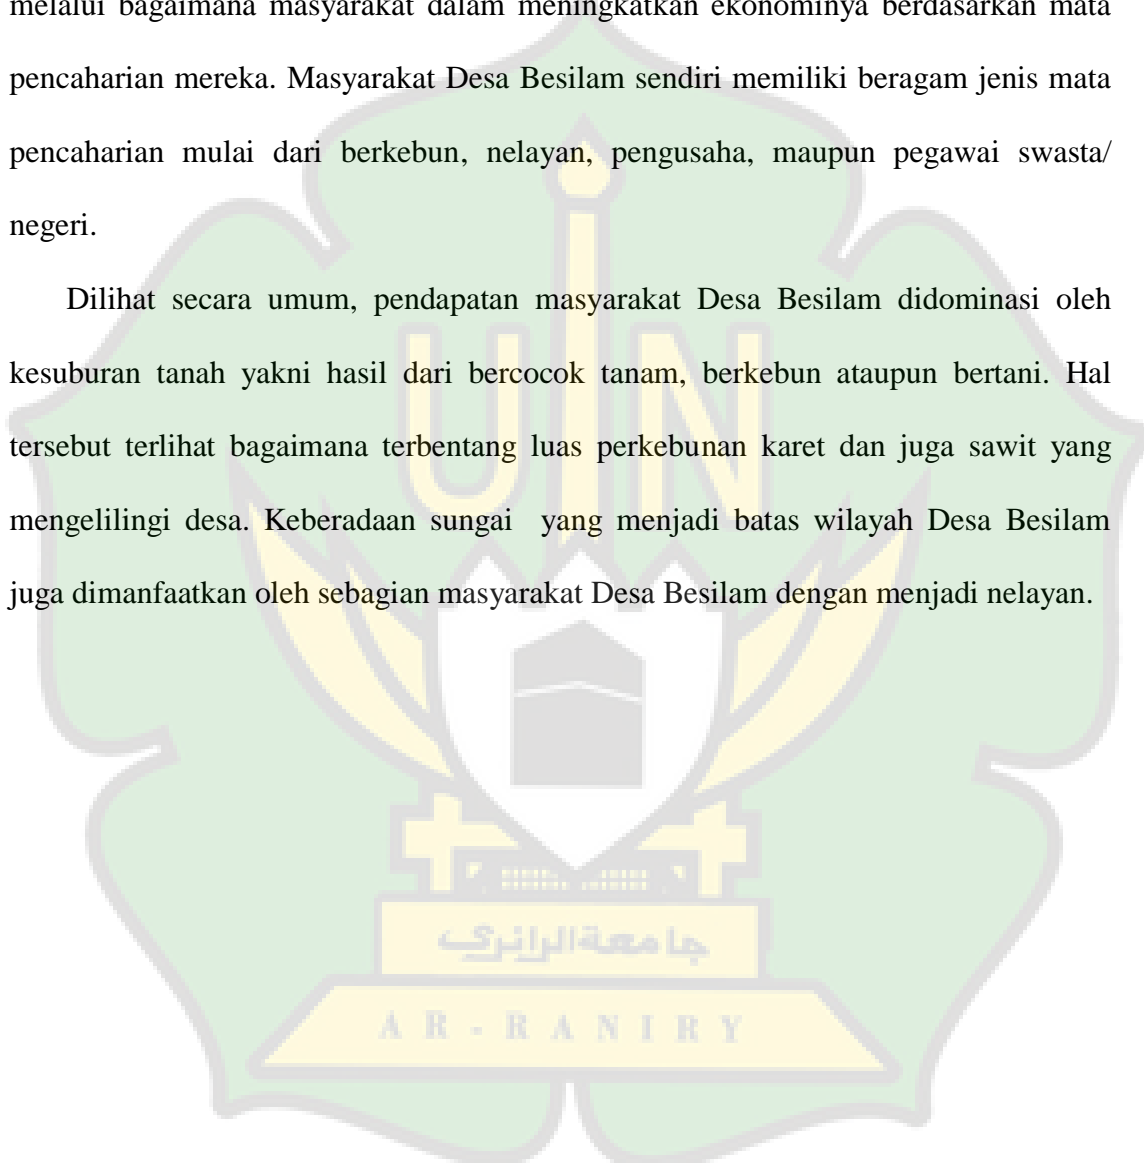 melalui bagaimana masyarakat dalam meningkatkan ekonominya berdasarkan mata
pencaharian mereka. Masyarakat Desa Besilam sendiri memiliki beragam jenis mata
pencaharian mulai dari berkebun, nelayan, pengusaha, maupun pegawai swasta/
negeri.
Dilihat secara umum, pendapatan masyarakat Desa Besilam didominasi oleh
kesuburan tanah yakni hasil dari bercocok tanam, berkebun ataupun bertani. Hal
tersebut terlihat bagaimana terbentang luas perkebunan karet dan juga sawit yang
mengelilingi desa. Keberadaan sungai yang menjadi batas wilayah Desa Besilam
juga dimanfaatkan oleh sebagian masyarakat Desa Besilam dengan menjadi nelayan.
UIN
جامعة الرانري
AR-RANIRY